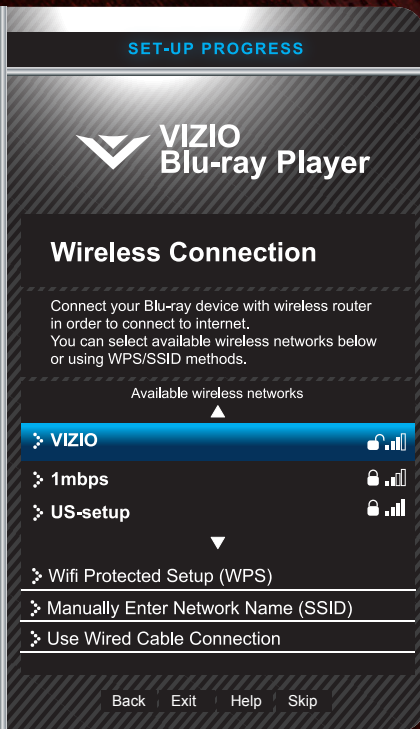 SET-UP PROGRESS
VIZIO
Blu-ray Player
Wireless Connection
Connect your Blu-ray device with wireless router
in order to connect to internet.
You can select available wireless networks below
or using WPS/SSID methods.
Available wireless networks
VIZIO
1mbps
US-setup
Wifi Protected Setup (WPS)
Manually Enter Network Name (SSID)
Use Wired Cable Connection
Back Exit Help Skip